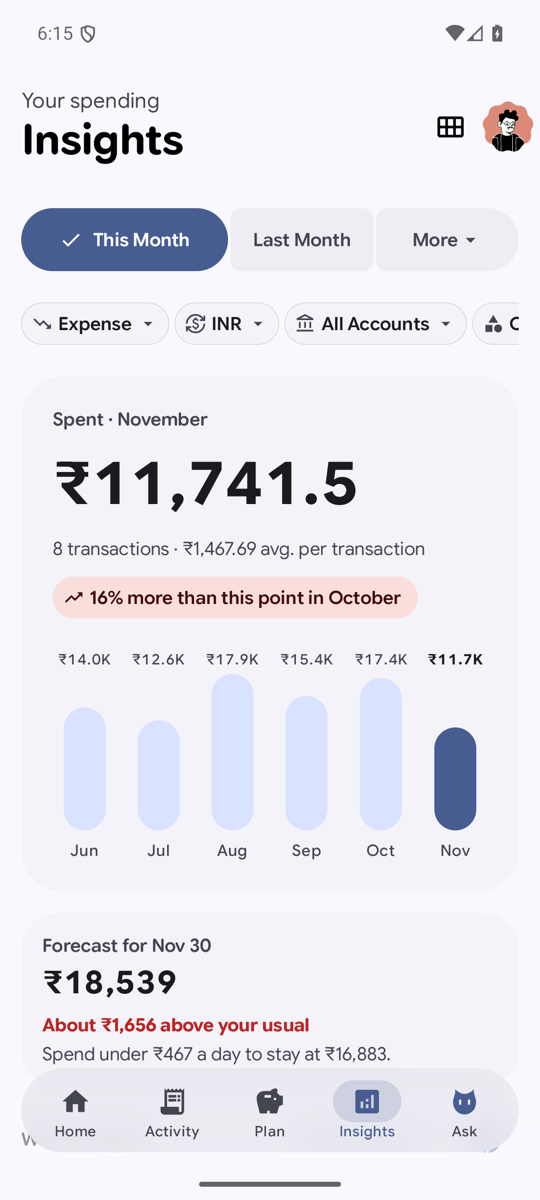 6:15
Your spending
Insights
This Month
Last Month
More
Expense
INR
All Accounts
Spent · November
₹11,741.5
8 transactions · ₹1,467.69 avg. per transaction
16% more than this point in October
₹14.0K ₹12.6K ₹17.9K ₹15.4K ₹17.4K ₹11.7K
Jun Jul Aug Sep Oct Nov
Forecast for Nov 30
₹18,539
About ₹1,656 above your usual
Spend under ₹467 a day to stay at ₹16,883.
Home Activity Plan Insights Ask